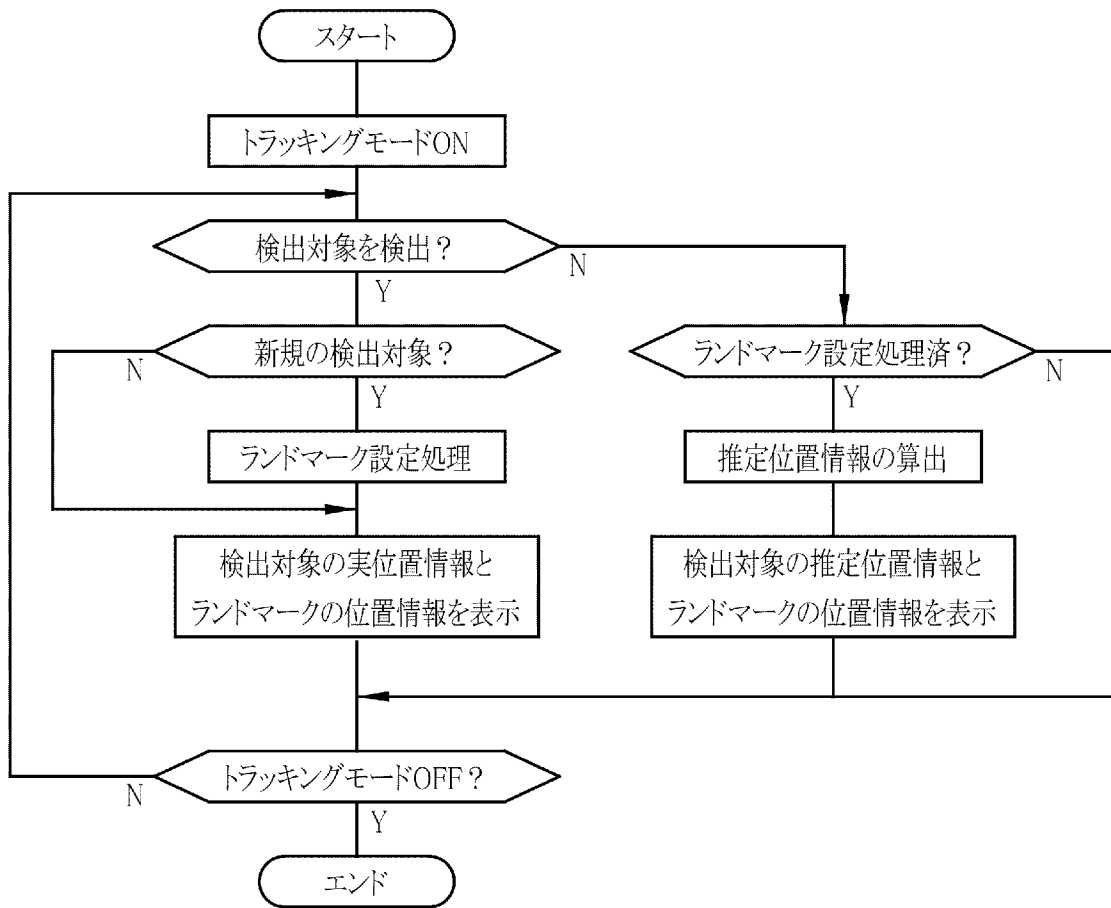 スタート
トラッキングモードON
検出対象を検出?
N
Y
新規の検出対象?
N
Y
ランドマーク設定処理済?
N
Y
ランドマーク設定処理
推定位置情報の算出
検出対象の実位置情報と
ランドマークの位置情報を表示
検出対象の推定位置情報と
ランドマークの位置情報を表示
トラッキングモードOFF?
N
Y
エンド